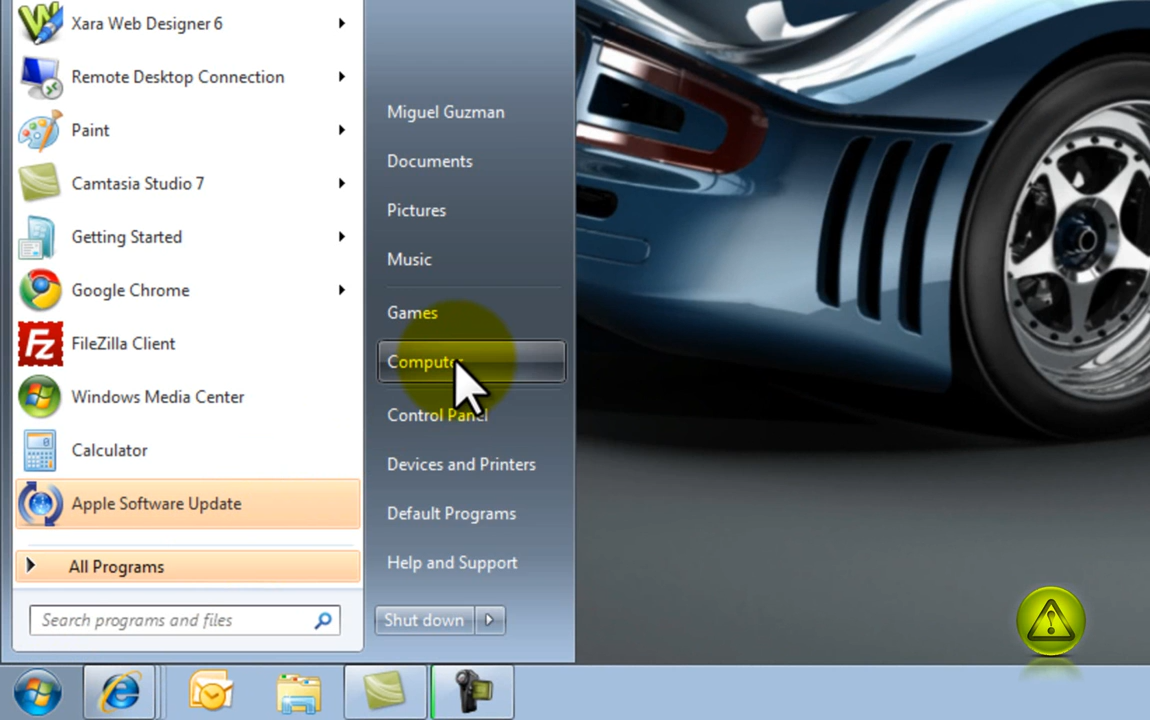 Xara Web Designer 6
Remote Desktop Connection
Paint
Camtasia Studio 7
Getting Started
Google Chrome
FileZilla Client
Windows Media Center
Calculator
Apple Software Update
All Programs
Search programs and files
Miguel Guzman
Documents
Pictures
Music
Games
Computer
Control Panel
Devices and Printers
Default Programs
Help and Support
Shut down